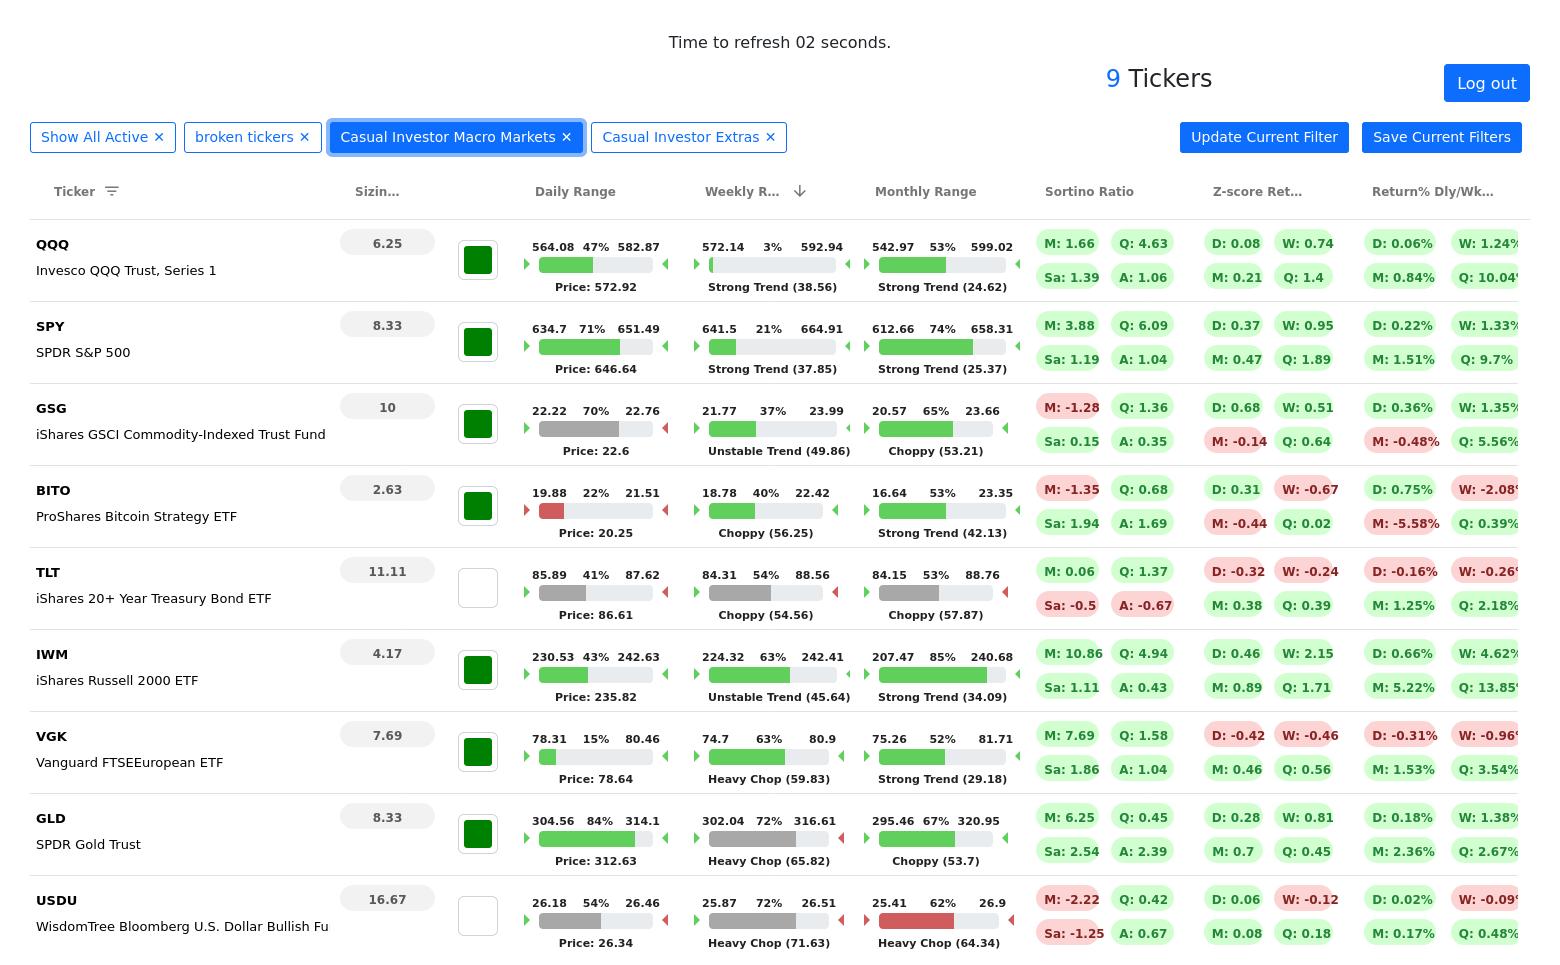 Time to refresh 02 seconds.
9 Tickers
Log out
Show All Active ✕ broken tickers ✕ Casual Investor Macro Markets ✕ Casual Investor Extras ✕ Update Current Filter Save Current Filters
Ticker Sizin… Daily Range Weekly R… Monthly Range Sortino Ratio Z-score Ret… Return% Dly/Wk…
QQQ 6.25 564.08 47% 582.87 572.14 3% 592.94 542.97 53% 599.02 M: 1.66 Q: 4.63 D: 0.08 W: 0.74 D: 0.06% W: 1.24%
Invesco QQQ Trust, Series 1 Price: 572.92 Strong Trend (38.56) Strong Trend (24.62) Sa: 1.39 A: 1.06 M: 0.21 Q: 1.4 M: 0.84% Q: 10.04%
SPY 8.33 634.7 71% 651.49 641.5 21% 664.91 612.66 74% 658.31 M: 3.88 Q: 6.09 D: 0.37 W: 0.95 D: 0.22% W: 1.33%
SPDR S&P 500 Price: 646.64 Strong Trend (37.85) Strong Trend (25.37) Sa: 1.19 A: 1.04 M: 0.47 Q: 1.89 M: 1.51% Q: 9.7%
GSG 10 22.22 70% 22.76 21.77 37% 23.99 20.57 65% 23.66 M: -1.28 Q: 1.36 D: 0.68 W: 0.51 D: 0.36% W: 1.35%
iShares GSCI Commodity-Indexed Trust Fund Price: 22.6 Unstable Trend (49.86) Choppy (53.21) Sa: 0.15 A: 0.35 M: -0.14 Q: 0.64 M: -0.48% Q: 5.56%
BITO 2.63 19.88 22% 21.51 18.78 40% 22.42 16.64 53% 23.35 M: -1.35 Q: 0.68 D: 0.31 W: -0.67 D: 0.75% W: -2.08%
ProShares Bitcoin Strategy ETF Price: 20.25 Choppy (56.25) Strong Trend (42.13) Sa: 1.94 A: 1.69 M: -0.44 Q: 0.02 M: -5.58% Q: 0.39%
TLT 11.11 85.89 41% 87.62 84.31 54% 88.56 84.15 53% 88.76 M: 0.06 Q: 1.37 D: -0.32 W: -0.24 D: -0.16% W: -0.26%
iShares 20+ Year Treasury Bond ETF Price: 86.61 Choppy (54.56) Choppy (57.87) Sa: -0.5 A: -0.67 M: 0.38 Q: 0.39 M: 1.25% Q: 2.18%
IWM 4.17 230.53 43% 242.63 224.32 63% 242.41 207.47 85% 240.68 M: 10.86 Q: 4.94 D: 0.46 W: 2.15 D: 0.66% W: 4.62%
iShares Russell 2000 ETF Price: 235.82 Unstable Trend (45.64) Strong Trend (34.09) Sa: 1.11 A: 0.43 M: 0.89 Q: 1.71 M: 5.22% Q: 13.85%
VGK 7.69 78.31 15% 80.46 74.7 63% 80.9 75.26 52% 81.71 M: 7.69 Q: 1.58 D: -0.42 W: -0.46 D: -0.31% W: -0.96%
Vanguard FTSEEuropean ETF Price: 78.64 Heavy Chop (59.83) Strong Trend (29.18) Sa: 1.86 A: 1.04 M: 0.46 Q: 0.56 M: 1.53% Q: 3.54%
GLD 8.33 304.56 84% 314.1 302.04 72% 316.61 295.46 67% 320.95 M: 6.25 Q: 0.45 D: 0.28 W: 0.81 D: 0.18% W: 1.38%
SPDR Gold Trust Price: 312.63 Heavy Chop (65.82) Choppy (53.7) Sa: 2.54 A: 2.39 M: 0.7 Q: 0.45 M: 2.36% Q: 2.67%
USDU 16.67 26.18 54% 26.46 25.87 72% 26.51 25.41 62% 26.9 M: -2.22 Q: 0.42 D: 0.06 W: -0.12 D: 0.02% W: -0.09%
WisdomTree Bloomberg U.S. Dollar Bullish Fu Price: 26.34 Heavy Chop (71.63) Heavy Chop (64.34) Sa: -1.25 A: 0.67 M: 0.08 Q: 0.18 M: 0.17% Q: 0.48%